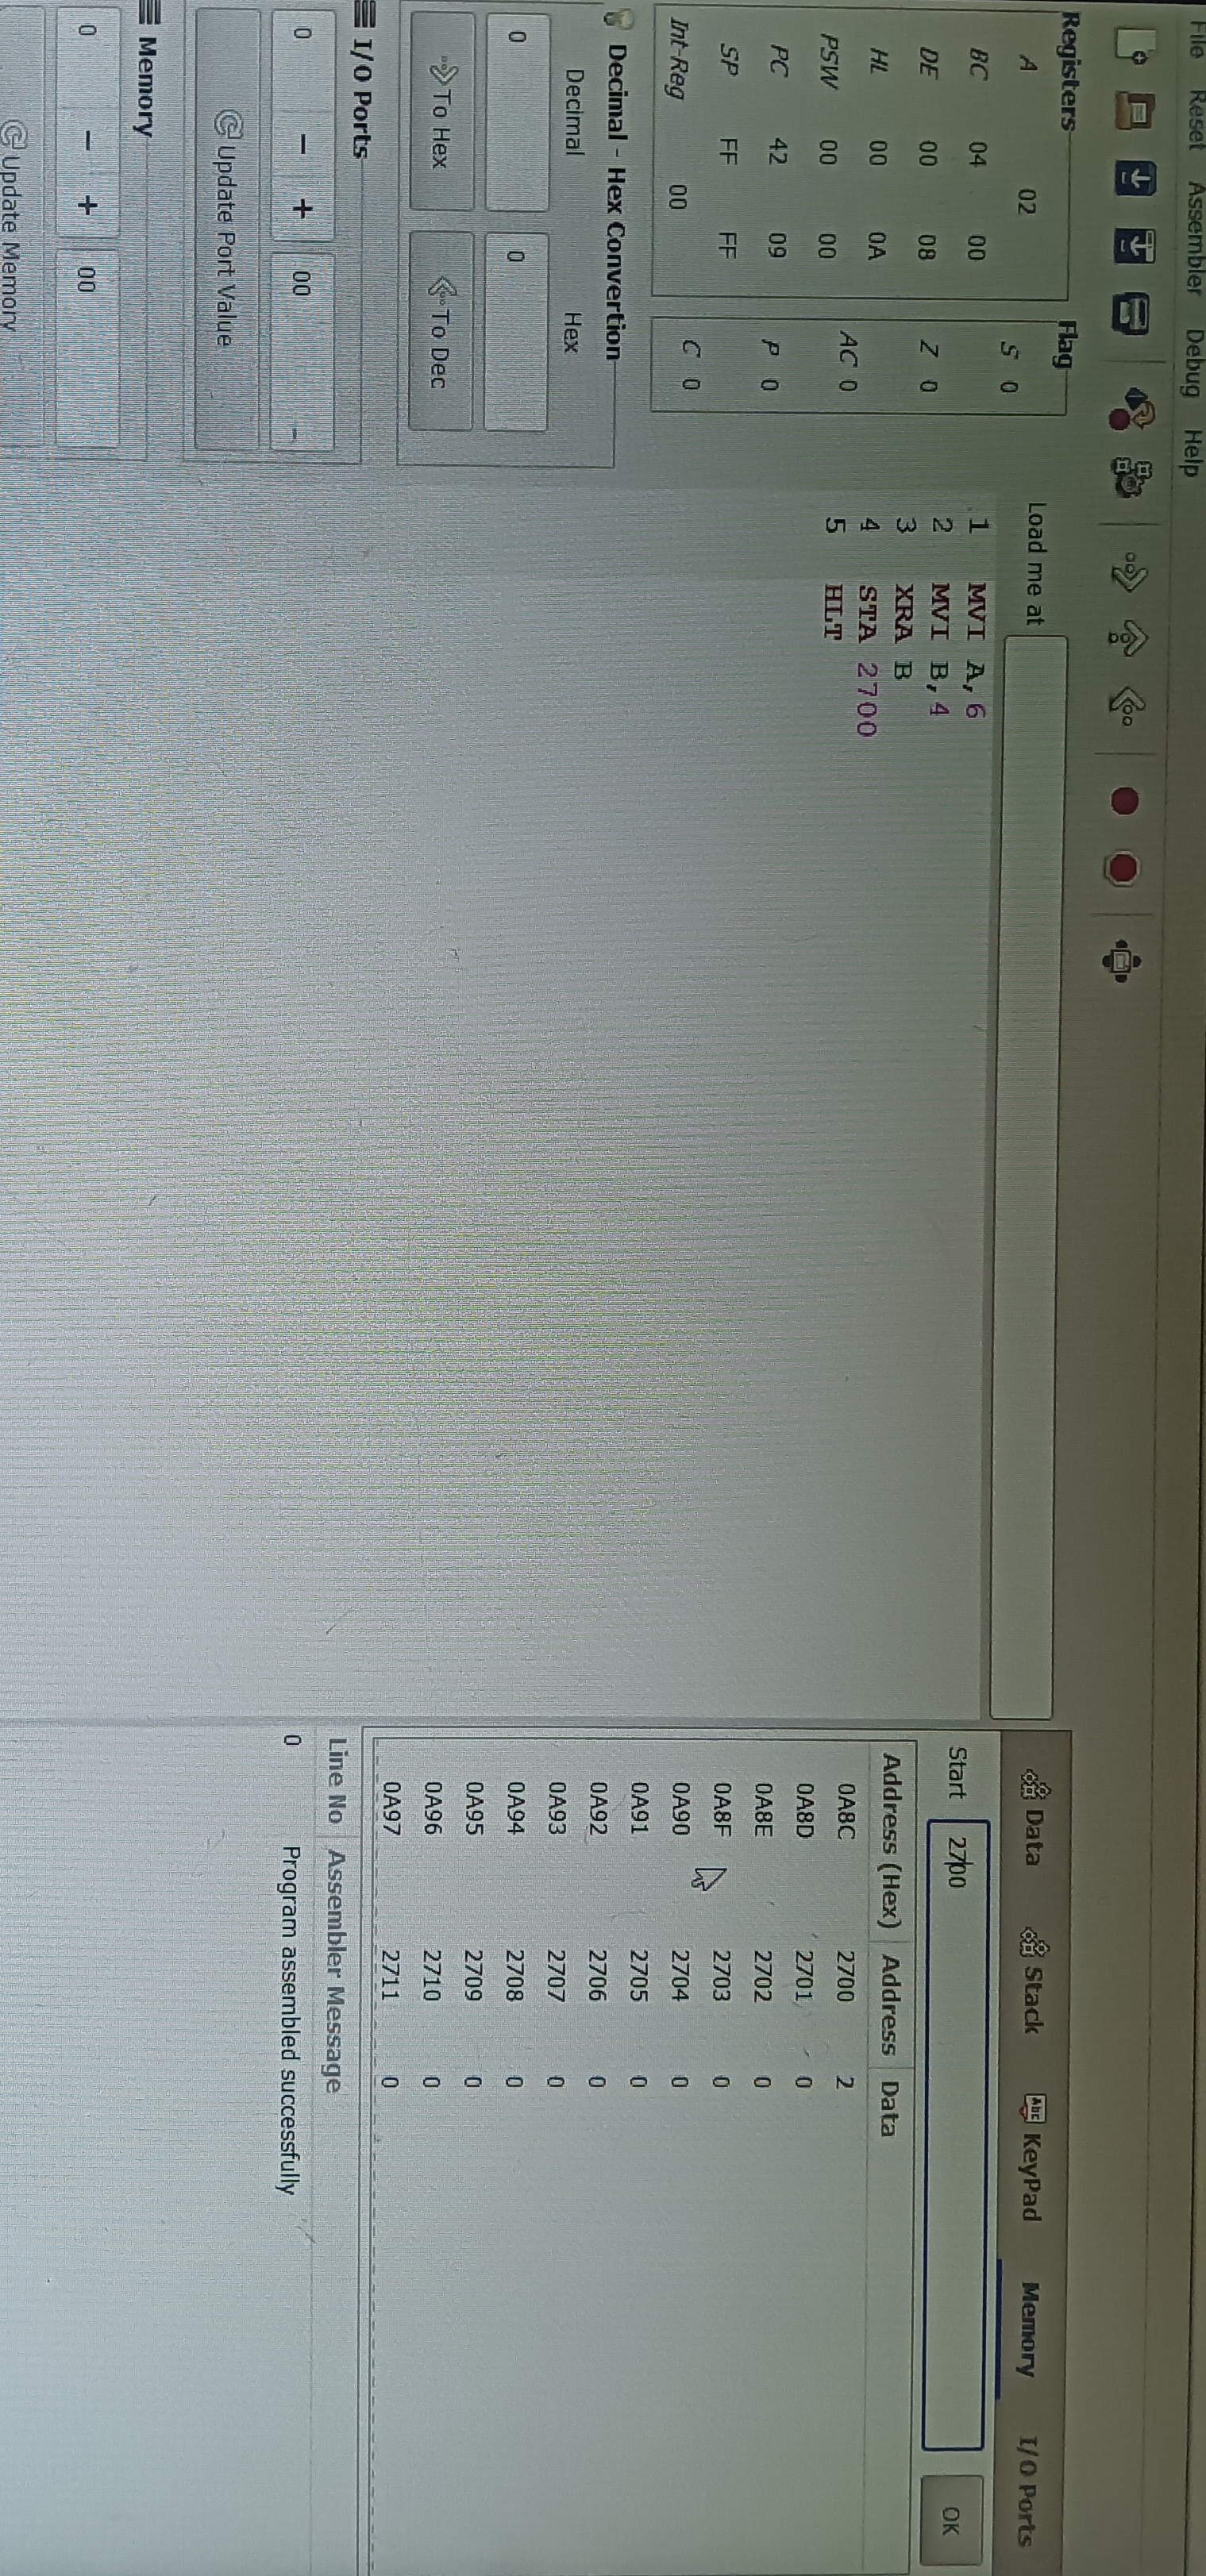 File Reset Assembler Debug Help
Registers
A 02
BC 04 00
DE 00 08
HL 00 0A
PSW 00 00
PC 42 09
SP FF FF
Int-Reg 00
Flag
S 0
Z 0
AC 0
P 0
C 0
Decimal - Hex Convertion
Decimal Hex
0 0
To Hex To Dec
I/O Ports
0 - + 00 -
Update Port Value
Memory
0 - + 00
Update Memory
Load me at
1 MVI A,6
2 MVI B,4
3 XRA B
4 STA 2700
5 HLT
Data Stack KeyPad Memory I/O Ports
Start 2700 OK
Address (Hex) Address Data
0A8C 2700 2
0A8D 2701 0
0A8E 2702 0
0A8F 2703 0
0A90 2704 0
0A91 2705 0
0A92 2706 0
0A93 2707 0
0A94 2708 0
0A95 2709 0
0A96 2710 0
0A97 2711 0
Line No Assembler Message
0 Program assembled successfully